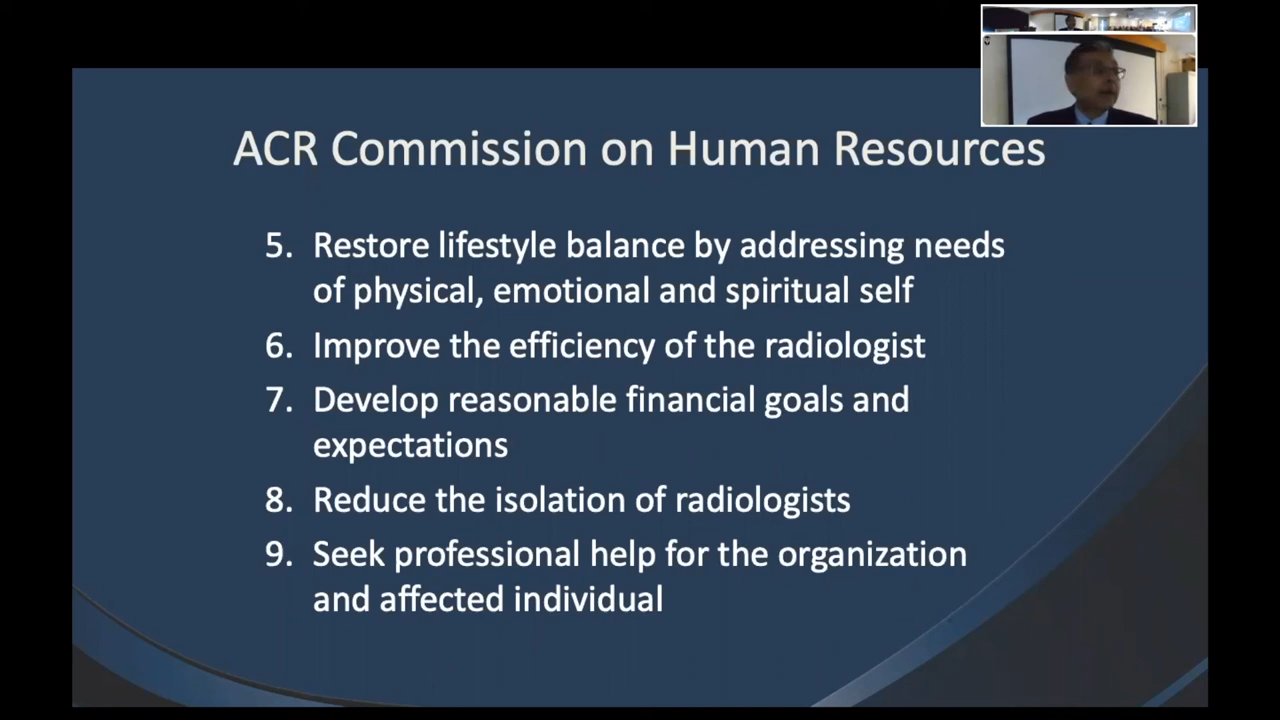 ACR Commission on Human Resources
5. Restore lifestyle balance by addressing needs
of physical, emotional and spiritual self
6. Improve the efficiency of the radiologist
7. Develop reasonable financial goals and
expectations
8. Reduce the isolation of radiologists
9. Seek professional help for the organization
and affected individual